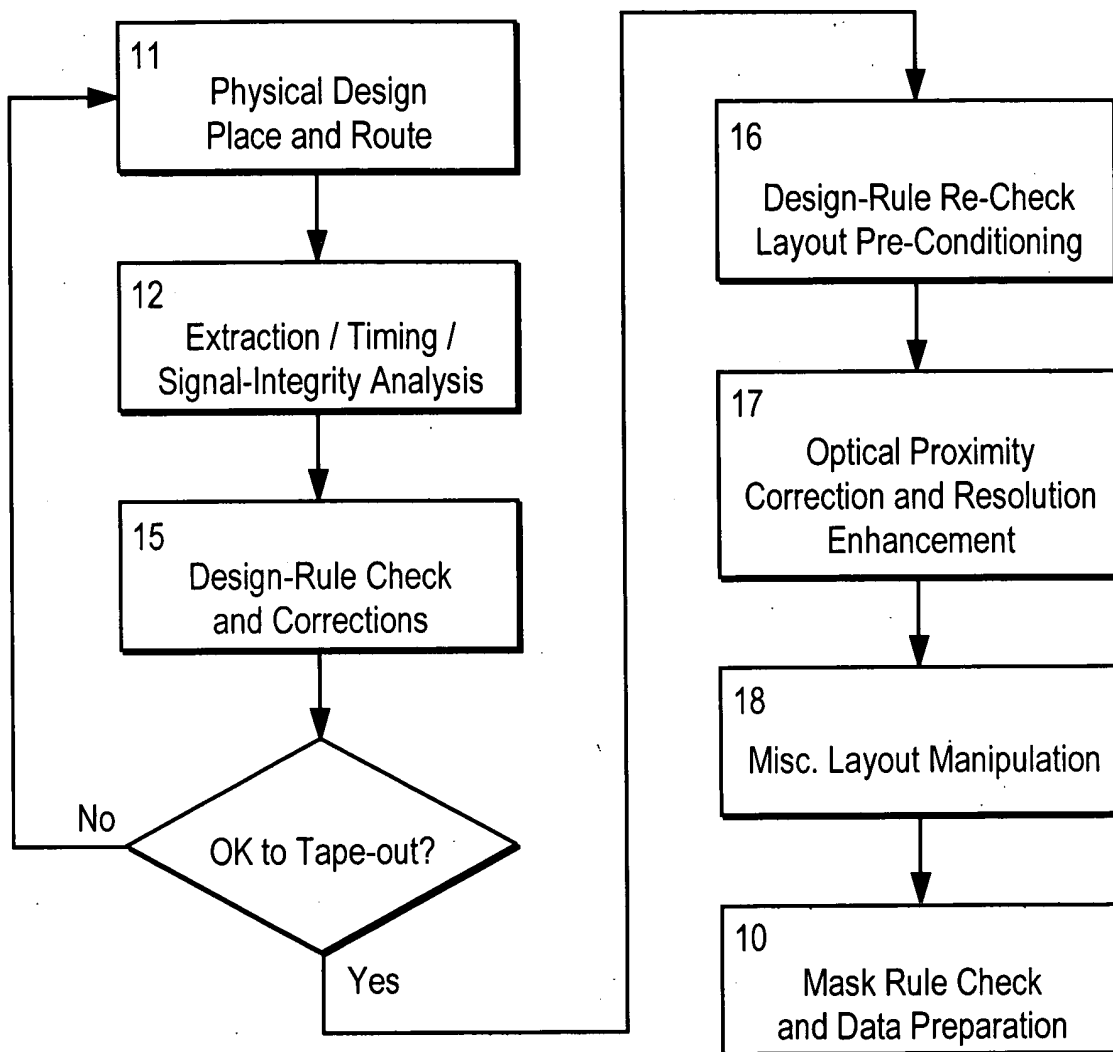 11
Physical Design
Place and Route
12
Extraction / Timing /
Signal-Integrity Analysis
15
Design-Rule Check
and Corrections
No
OK to Tape-out?
Yes
16
Design-Rule Re-Check
Layout Pre-Conditioning
17
Optical Proximity
Correction and Resolution
Enhancement
18
Misc. Layout Manipulation
10
Mask Rule Check
and Data Preparation